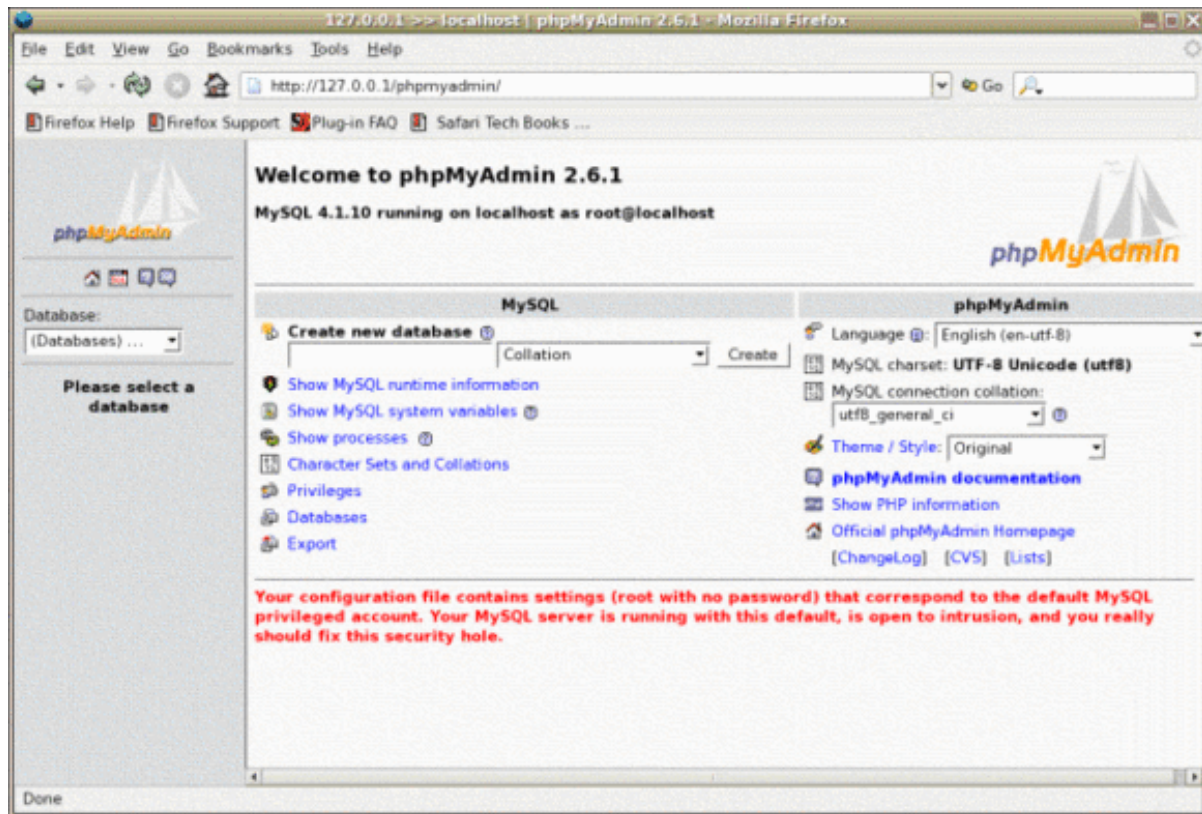 127.0.0.1 >> localhost | phpMyAdmin 2.6.1 - Mozilla Firefox
File Edit View Go Bookmarks Tools Help
http://127.0.0.1/phpmyadmin/
Go
Firefox Help Firefox Support Plug-in FAQ Safari Tech Books ...
phpMyAdmin
Database:
(Databases) ...
Please select a
database
Welcome to phpMyAdmin 2.6.1
MySQL 4.1.10 running on localhost as root@localhost
phpMyAdmin
MySQL
Create new database
Collation Create
Show MySQL runtime information
Show MySQL system variables
Show processes
Character Sets and Collations
Privileges
Databases
Export
phpMyAdmin
Language : English (en-utf-8)
MySQL charset: UTF-8 Unicode (utf8)
MySQL connection collation:
utf8_general_ci
Theme / Style: Original
phpMyAdmin documentation
Show PHP information
Official phpMyAdmin Homepage
[ChangeLog] [CVS] [Lists]
Your configuration file contains settings (root with no password) that correspond to the default MySQL
privileged account. Your MySQL server is running with this default, is open to intrusion, and you really
should fix this security hole.
Done